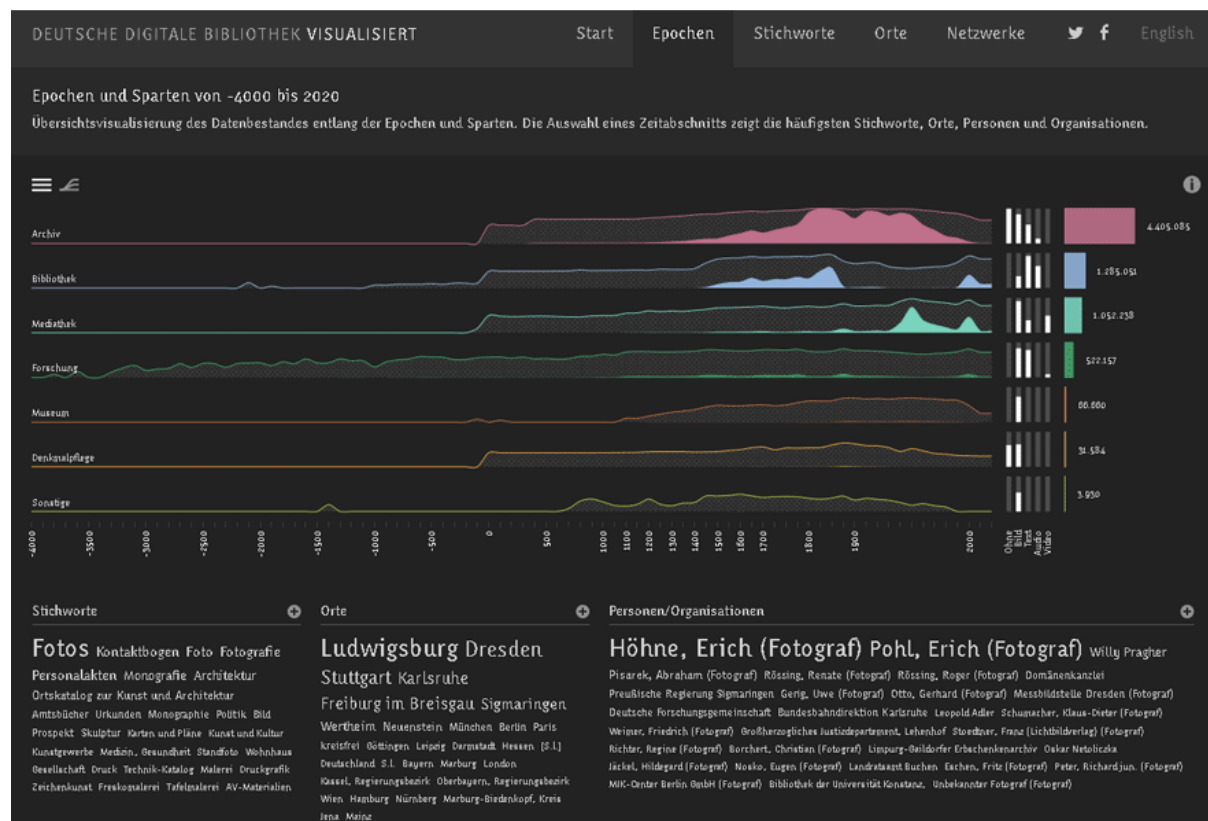 DEUTSCHE DIGITALE BIBLIOTHEK VISUALISIERT
Start Epochen Stichworte Orte Netzwerke English
Epochen und Sparten von -4000 bis 2020
Übersichtsvisualisierung des Datenbestandes entlang der Epochen und Sparten. Die Auswahl eines Zeitabschnitts zeigt die häufigsten Stichworte, Orte, Personen und Organisationen.
Archiv 4.405.085
Bibliothek 1.285.051
Mediathek 1.052.238
Forschung 522.157
Museum 66.660
Denkmalpflege 31.584
Sonstige 3.930
-4000 -3500 -3000 -2500 -2000 -1500 -1000 -500 0 500 1000 1100 1200 1300 1400 1500 1600 1700 1800 1900 2000 Ohne Bild Text Audio Video
Stichworte
Fotos Kontaktbogen Foto Fotografie
Personalakten Monografie Architektur
Ortskatalog zur Kunst und Architektur
Amtsbücher Urkunden Monographie Politik Bild
Prospekt Skulptur Karten und Pläne Kunst und Kultur
Kunstgewerbe Medizin, Gesundheit Standfoto Wohnhaus
Gesellschaft Druck Technik-Katalog Malerei Druckgrafik
Zeichenkunst Freskomalerei Tafelmalerei AV-Materialien
Orte
Ludwigsburg Dresden
Stuttgart Karlsruhe
Freiburg im Breisgau Sigmaringen
Wertheim Neuenstein München Berlin Paris
kreisfrei Göttingen Leipzig Darmstadt Hessen [S.l.]
Deutschland S.l. Bayern Marburg London
Kassel, Regierungsbezirk Oberbayern, Regierungsbezirk
Wien Hamburg Nürnberg Marburg-Biedenkopf, Kreis
Jena Mainz
Personen/Organisationen
Höhne, Erich (Fotograf) Pohl, Erich (Fotograf) Willy Pragher
Pisarek, Abraham (Fotograf) Rössing, Renate (Fotograf) Rössing, Roger (Fotograf) Domänenkanzlei
Preußische Regierung Sigmaringen Gerig, Uwe (Fotograf) Otto, Gerhard (Fotograf) Messbildstelle Dresden (Fotograf)
Deutsche Forschungsgemeinschaft Bundesbahndirektion Karlsruhe Leopold Adler Schumacher, Klaus-Dieter (Fotograf)
Weimer, Friedrich (Fotograf) Großherzogliches Justizdepartement, Lehenhof Stoedtner, Franz (Lichtbildverlag) (Fotograf)
Richter, Regine (Fotograf) Borchert, Christian (Fotograf) Limpurg-Gaildorfer Erbschenkenarchiv Oskar Netoliczka
Jäckel, Hildegard (Fotograf) Nosko, Eugen (Fotograf) Landratsamt Buchen Eschen, Fritz (Fotograf) Peter, Richard jun. (Fotograf)
MIK-Center Berlin GmbH (Fotograf) Bibliothek der Universität Konstanz, Unbekannter Fotograf (Fotograf)